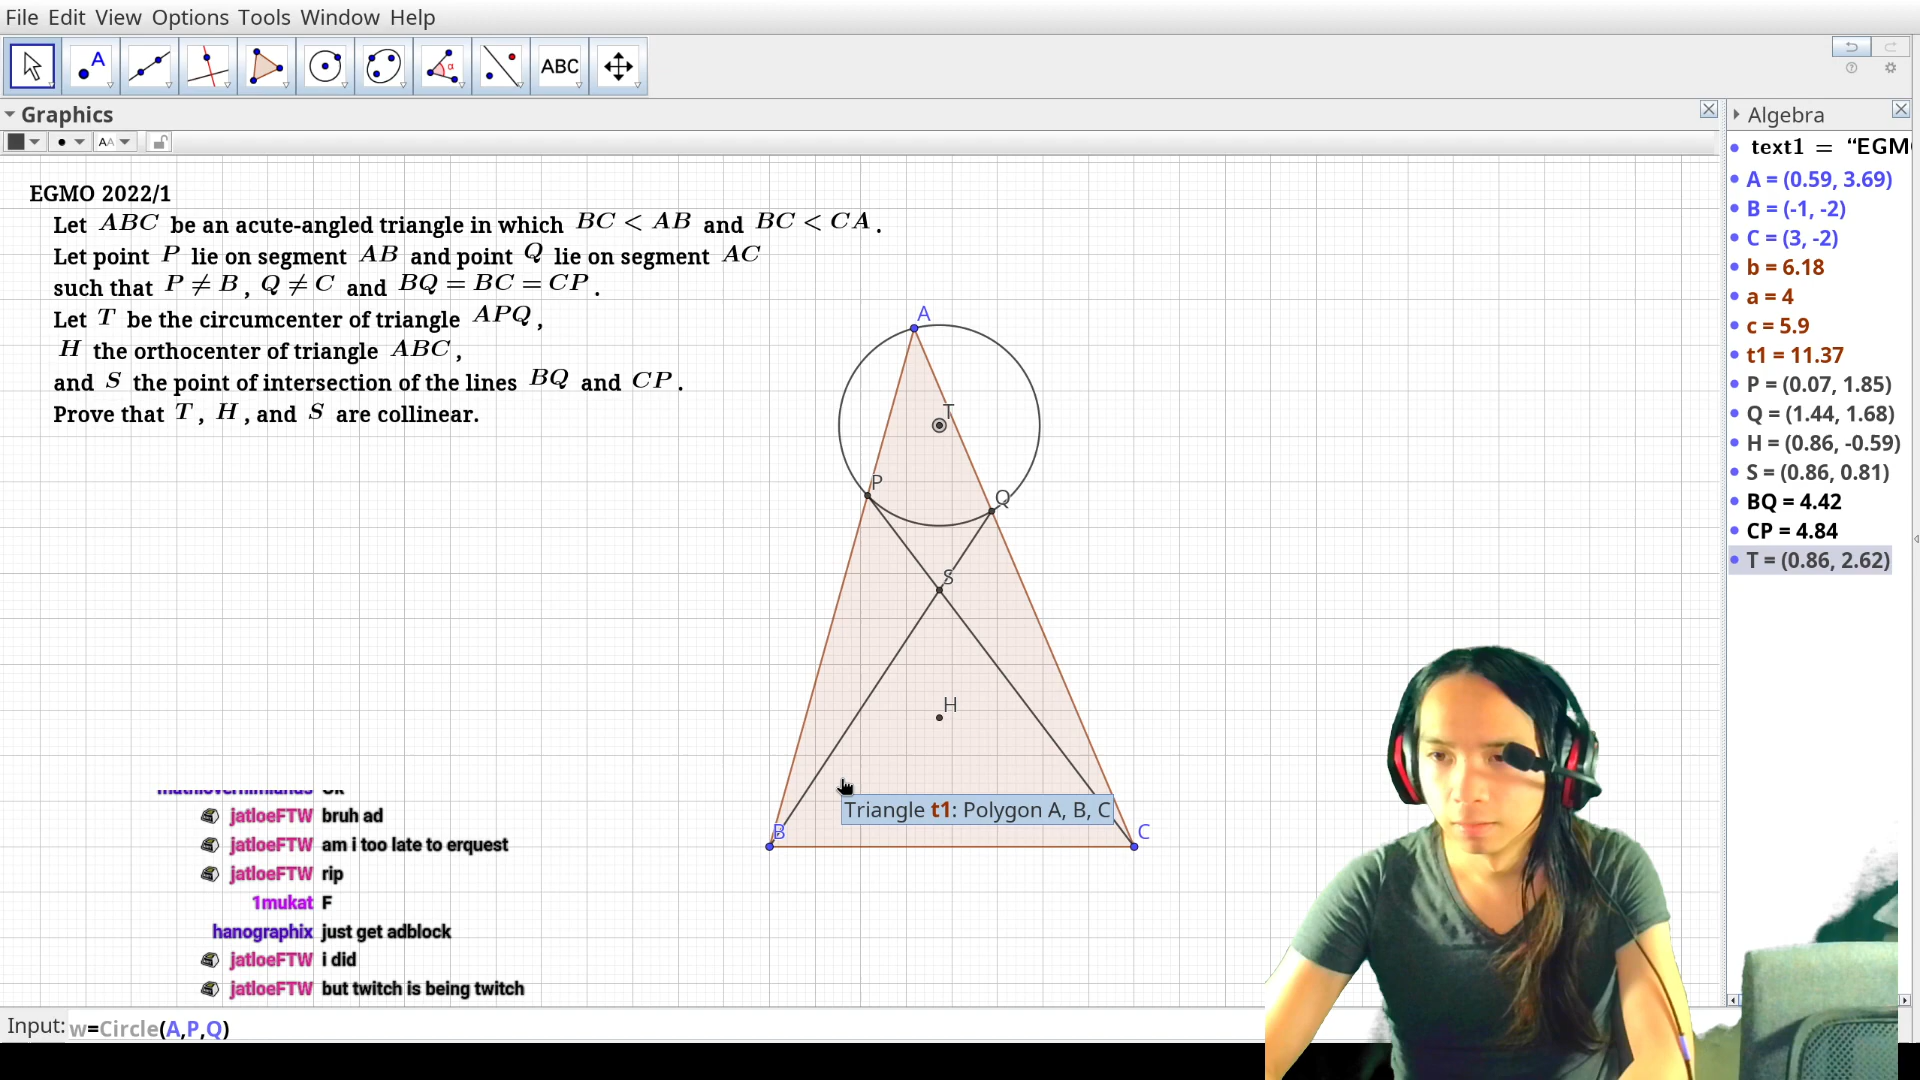 File Edit View Options Tools Window Help
A
α
ABC
Graphics
AA
Algebra
EGMO 2022/1
Let ABC be an acute-angled triangle in which BC < AB and BC < CA.
Let point P lie on segment AB and point Q lie on segment AC
such that P ≠ B, Q ≠ C and BQ = BC = CP.
Let T be the circumcenter of triangle APQ,
H the orthocenter of triangle ABC,
and S the point of intersection of the lines BQ and CP.
Prove that T, H, and S are collinear.
A
T
P
Q
S
H
Triangle t1: Polygon A, B, C
B
C
text1 = “EGM
A = (0.59, 3.69)
B = (-1, -2)
C = (3, -2)
b = 6.18
a = 4
c = 5.9
t1 = 11.37
P = (0.07, 1.85)
Q = (1.44, 1.68)
H = (0.86, -0.59)
S = (0.86, 0.81)
BQ = 4.42
CP = 4.84
T = (0.86, 2.62)
jatloeFTW bruh ad
jatloeFTW am i too late to erquest
jatloeFTW rip
1mukat F
hanographix just get adblock
jatloeFTW i did
jatloeFTW but twitch is being twitch
Input: w=Circle(A,P,Q)